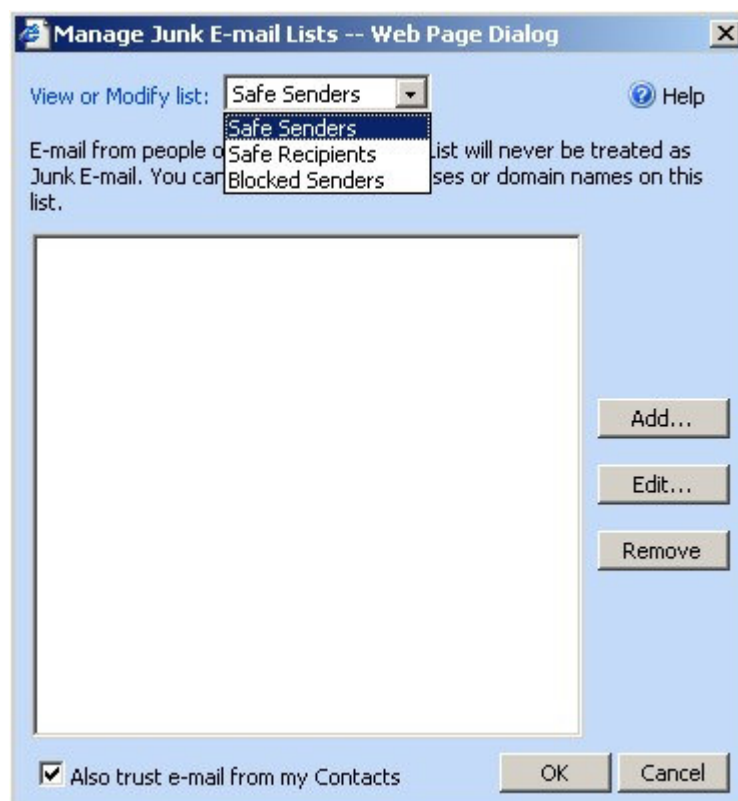 Manage Junk E-mail Lists -- Web Page Dialog
View or Modify list: Safe Senders Help
Safe Senders
E-mail from people o List will never be treated as
Safe Recipients
Junk E-mail. You can ses or domain names on this
Blocked Senders
list.
Add...
Edit...
Remove
Also trust e-mail from my Contacts OK Cancel